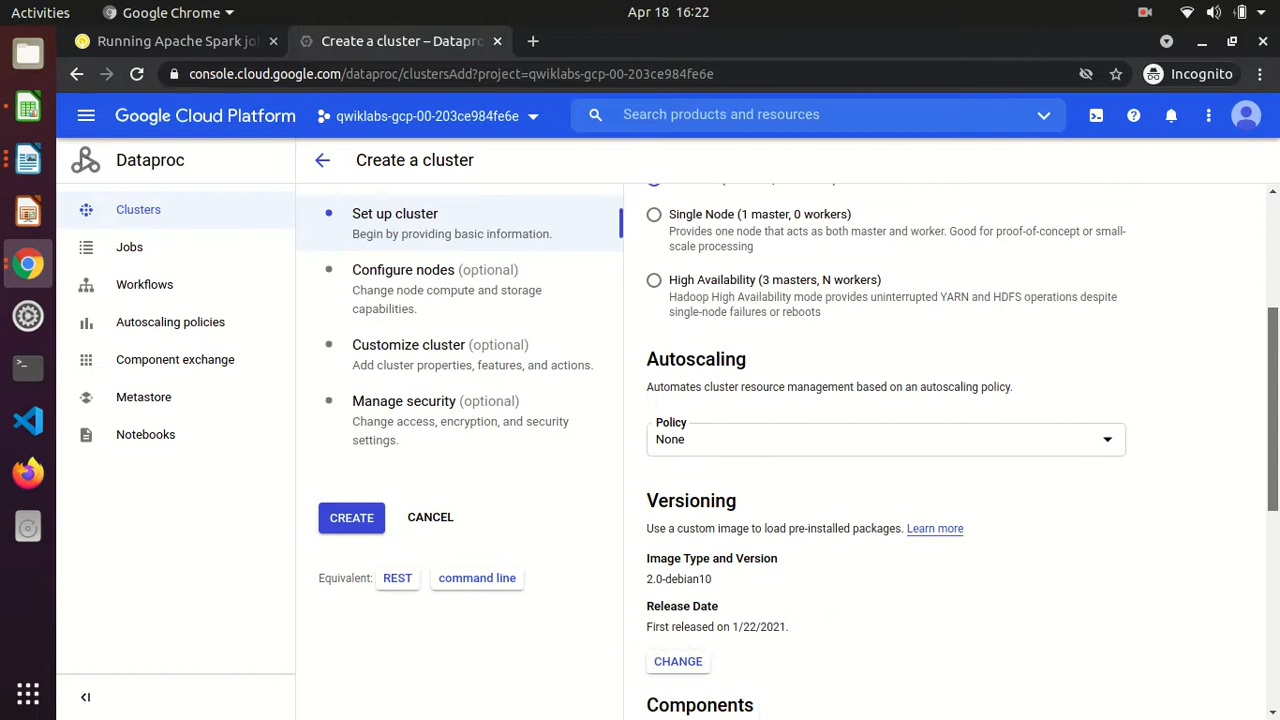 Activities
Google Chrome
Apr 18 16:22
Running Apache Spark jo
Create a cluster – Datapro
console.cloud.google.com/dataproc/clustersAdd?project=qwiklabs-gcp-00-203ce984fe6e
Incognito
Google Cloud Platform
qwiklabs-gcp-00-203ce984fe6e
Search products and resources
Dataproc
Clusters
Jobs
Workflows
Autoscaling policies
Component exchange
Metastore
Notebooks
Create a cluster
Set up cluster
Begin by providing basic information.
Configure nodes (optional)
Change node compute and storage
capabilities.
Customize cluster (optional)
Add cluster properties, features, and actions.
Manage security (optional)
Change access, encryption, and security
settings.
CREATE
CANCEL
Equivalent:
REST
command line
Single Node (1 master, 0 workers)
Provides one node that acts as both master and worker. Good for proof-of-concept or small-
scale processing
High Availability (3 masters, N workers)
Hadoop High Availability mode provides uninterrupted YARN and HDFS operations despite
single-node failures or reboots
Autoscaling
Automates cluster resource management based on an autoscaling policy.
Policy
None
Versioning
Use a custom image to load pre-installed packages. Learn more
Image Type and Version
2.0-debian10
Release Date
First released on 1/22/2021.
CHANGE
Components